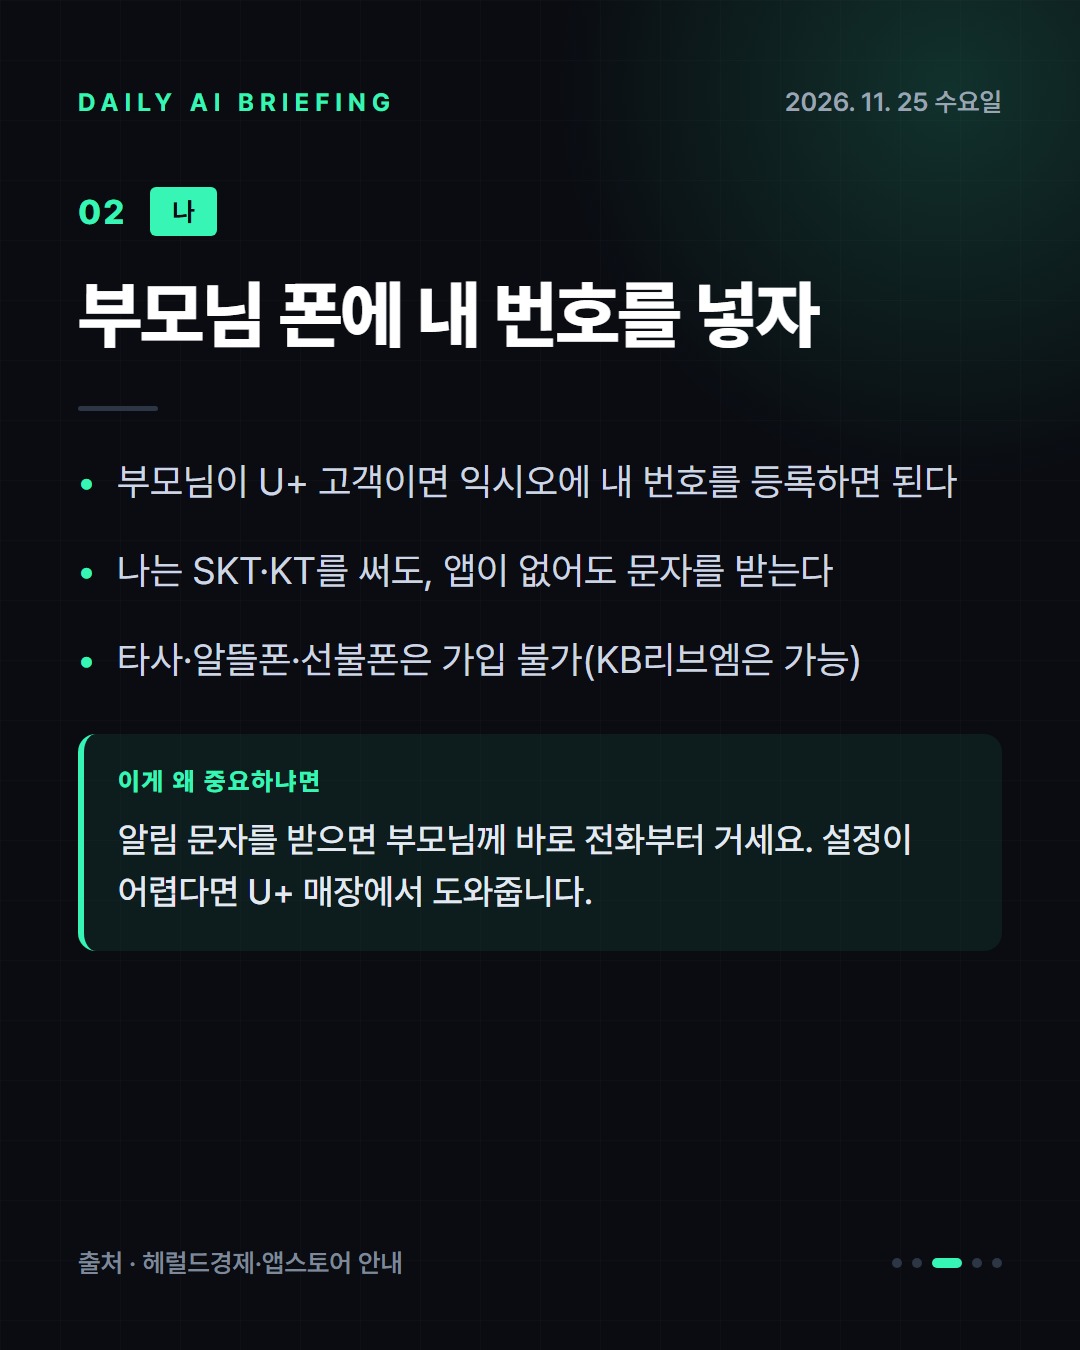 DAILY AI BRIEFING
2026. 11. 25 수요일
02
나
부모님 폰에 내 번호를 넣자
• 부모님이 U+ 고객이면 익시오에 내 번호를 등록하면 된다
• 나는 SKT·KT를 써도, 앱이 없어도 문자를 받는다
• 타사·알뜰폰·선불폰은 가입 불가(KB리브엠은 가능)
이게 왜 중요하냐면
알림 문자를 받으면 부모님께 바로 전화부터 거세요. 설정이
어렵다면 U+ 매장에서 도와줍니다.
출처 · 헤럴드경제·앱스토어 안내